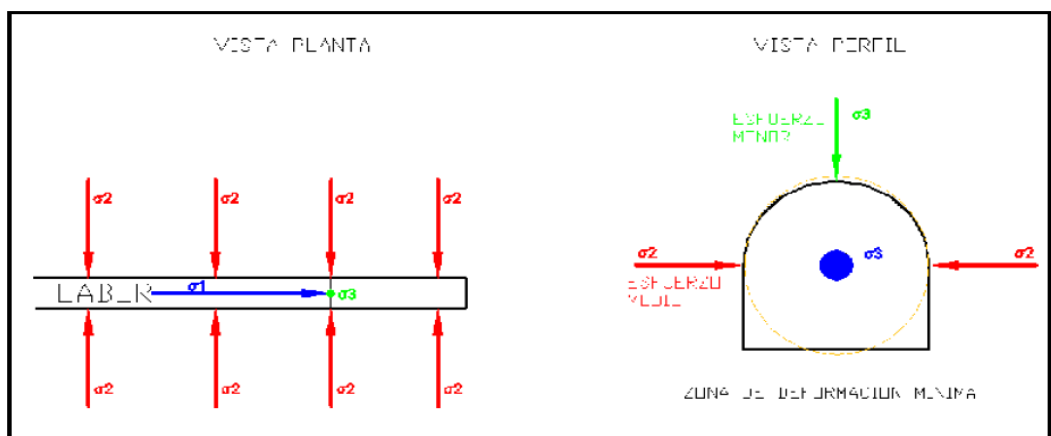 VISTA PLANTA
σ2 σ2 σ2 σ2
LABOR
σ1
σ3
σ2 σ2 σ2 σ2
VISTA PERFIL
ESFUERZO
MENOR
σ3
σ2 σ3 σ2
ESFUERZO
MEDIO
ZONA DE DEFORMACION MINIMA